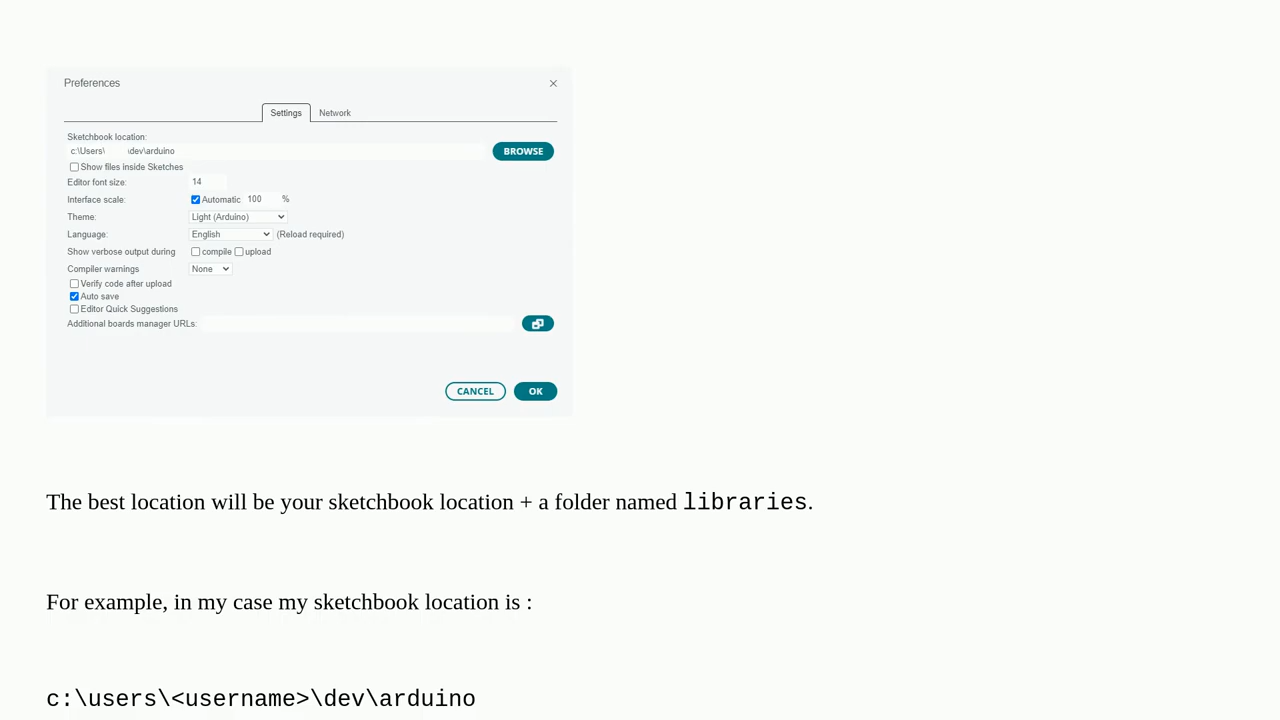 Preferences
Settings Network
Sketchbook location:
c:\Users\ \dev\arduino BROWSE
Show files inside Sketches
Editor font size: 14
Interface scale: Automatic 100 %
Theme: Light (Arduino)
Language: English (Reload required)
Show verbose output during compile upload
Compiler warnings None
Verify code after upload
Auto save
Editor Quick Suggestions
Additional boards manager URLs:
CANCEL OK
The best location will be your sketchbook location + a folder named libraries.
For example, in my case my sketchbook location is :
c:\users\<username>\dev\arduino